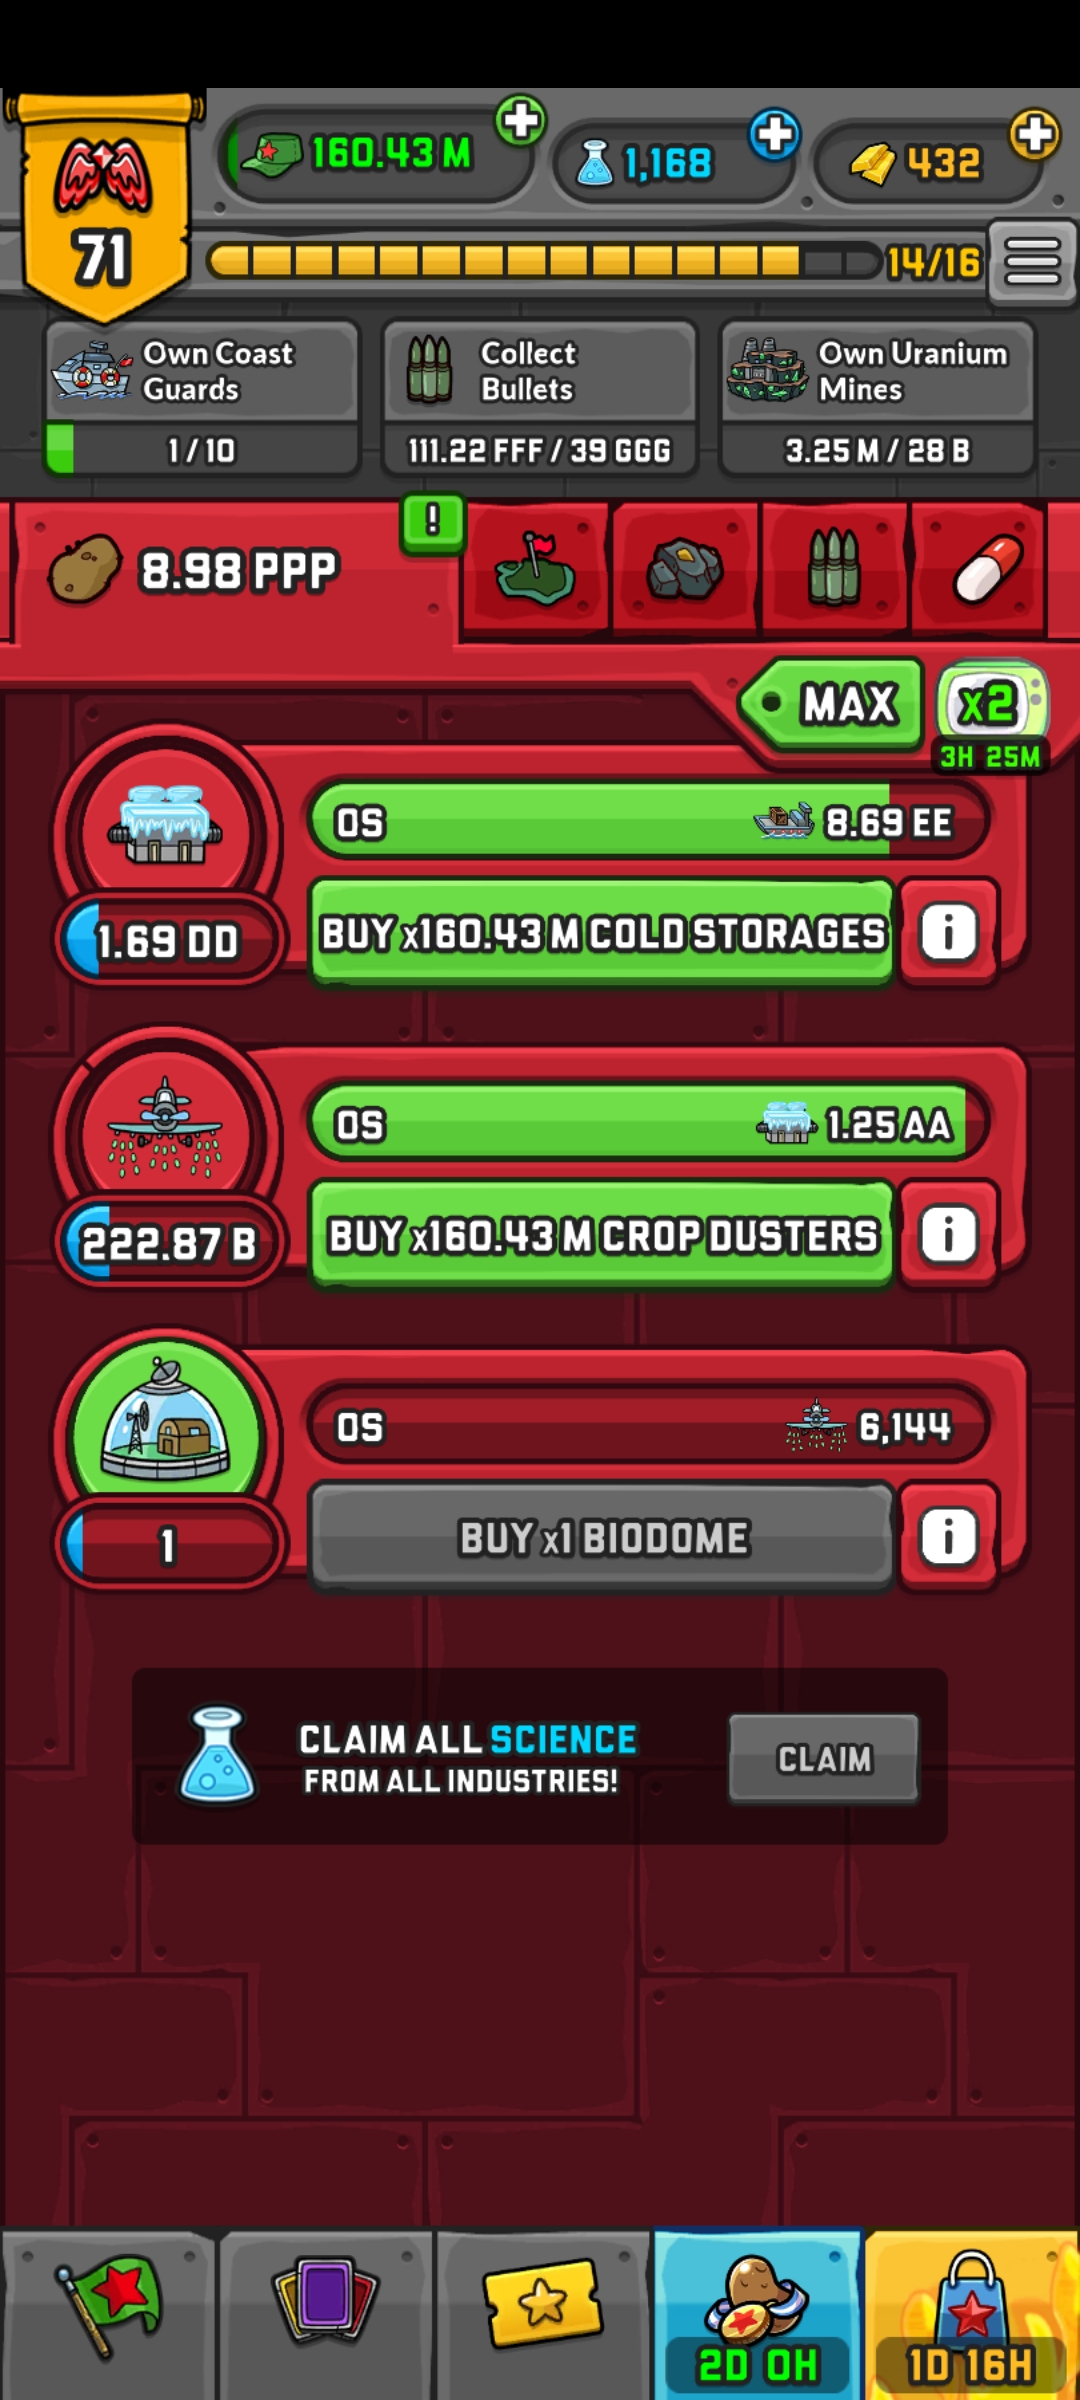 160.43 M
1,168
432
71
14/16
Own Coast
Guards
1 / 10
Collect
Bullets
111.22 FFF / 39 GGG
Own Uranium
Mines
3.25 M / 28 B
8.98 PPP
!
MAX
x2
3H 25M
0S
8.69 EE
1.69 DD
BUY x160.43 M COLD STORAGES
i
0S
1.25 AA
222.87 B
BUY x160.43 M CROP DUSTERS
i
0S
6,144
1
BUY x1 BIODOME
i
CLAIM ALL SCIENCE
FROM ALL INDUSTRIES!
CLAIM
2D 0H
1D 16H